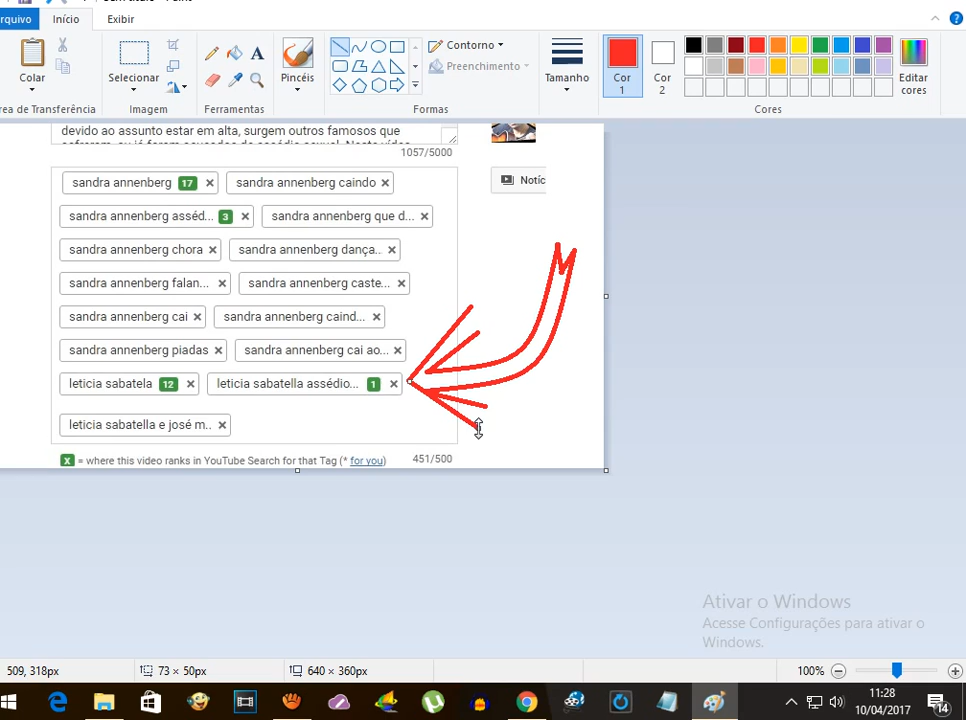 rquivo Início Exibir
Colar
Selecionar
Pincéis
Contorno
Preenchimento
Tamanho
Cor 1
Cor 2
Editar cores
rea de Transferência Imagem Ferramentas Formas Cores
devido ao assunto estar em alta, surgem outros famosos que
1057/5000
sandra annenberg 17 × sandra annenberg caindo ×
Notíc
sandra annenberg asséd... 3 × sandra annenberg que d... ×
sandra annenberg chora × sandra annenberg dança... ×
sandra annenberg falan... × sandra annenberg caste... ×
sandra annenberg cai × sandra annenberg caind... ×
sandra annenberg piadas × sandra annenberg cai ao... ×
leticia sabatela 12 × leticia sabatella assédio... 1 ×
leticia sabatella e josé m.. ×
x = where this video ranks in YouTube Search for that Tag (* for you) 451/500
Ativar o Windows
Acesse Configurações para ativar o
Windows.
509, 318px 73 × 50px 640 × 360px 100%
11:28
10/04/2017
14